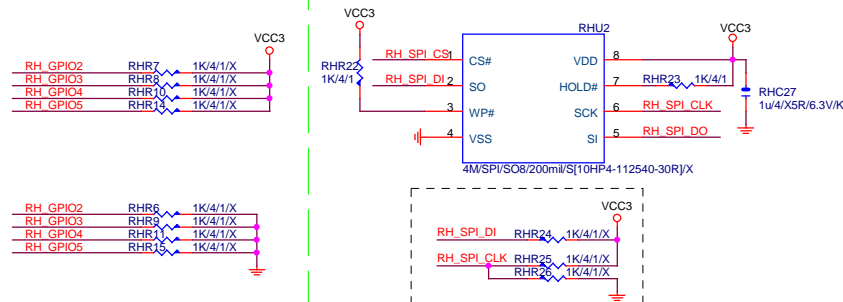 VCC3
RH_GPIO2 RHR7 1K/4/1/X
RH_GPIO3 RHR8 1K/4/1/X
RH_GPIO4 RHR10 1K/4/1/X
RH_GPIO5 RHR14 1K/4/1/X
RH_GPIO2 RHR6 1K/4/1/X
RH_GPIO3 RHR9 1K/4/1/X
RH_GPIO4 RHR11 1K/4/1/X
RH_GPIO5 RHR15 1K/4/1/X
VCC3
RHU2
VCC3
RH_SPI_CS 1 CS# VDD 8
RHR22
1K/4/1
RH_SPI_DI 2 SO HOLD# 7 RHR23 1K/4/1
RHC27
1u/4/X5R/6.3V/K
3 WP# SCK 6 RH_SPI_CLK
4 VSS SI 5 RH_SPI_DO
4M/SPI/SO8/200mil/S[10HP4-112540-30R]/X
VCC3
RH_SPI_DI RHR24 1K/4/1/X
RH_SPI_CLK RHR25 1K/4/1/X
RHR26 1K/4/1/X